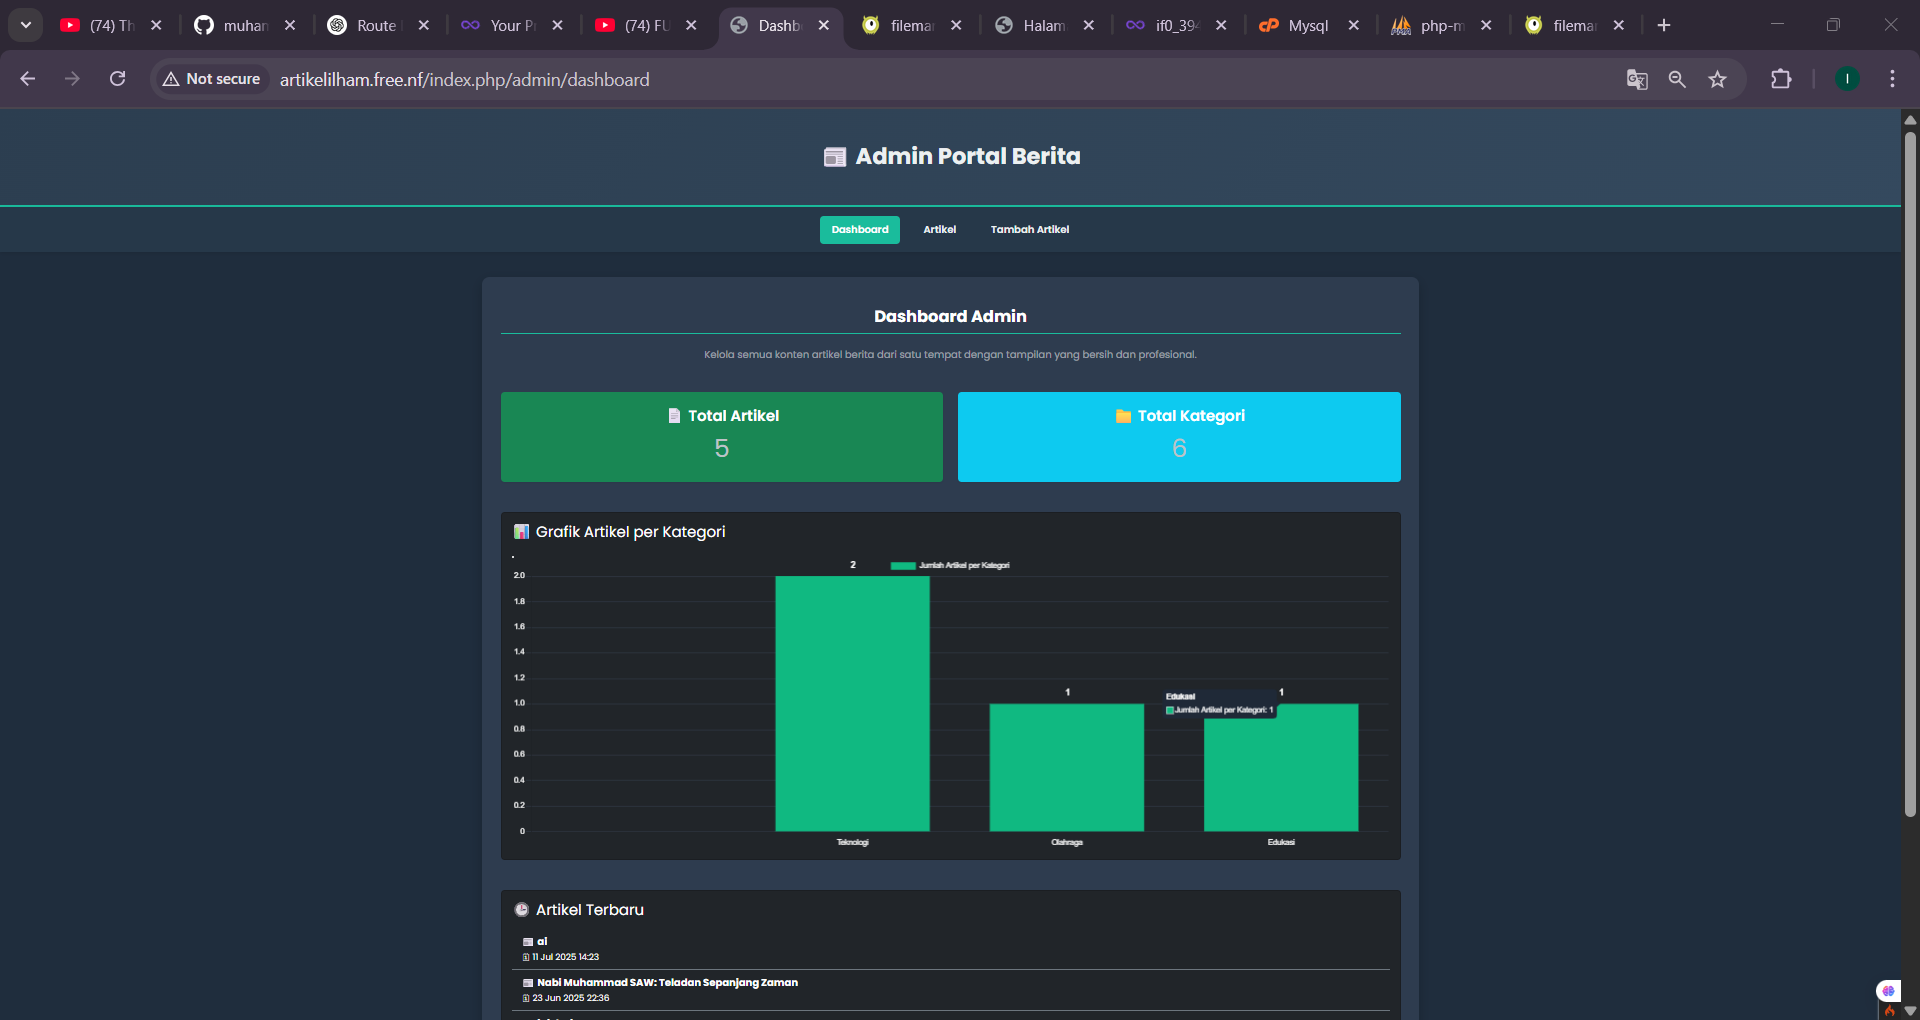 (74) Th
muhan
Route
Your P
(74) FU
Dashb
filema
Halam
if0_394
Mysql
php-m
filema
Not secure
artikelilham.free.nf/index.php/admin/dashboard
I
Admin Portal Berita
Dashboard
Artikel
Tambah Artikel
Dashboard Admin
Kelola semua konten artikel berita dari satu tempat dengan tampilan yang bersih dan profesional.
Total Artikel
5
Total Kategori
6
Grafik Artikel per Kategori
Jumlah Artikel per Kategori
2
1
1
2.0
1.8
1.6
1.4
1.2
1.0
0.8
0.6
0.4
0.2
0
Edukasi
Jumlah Artikel per Kategori: 1
Teknologi
Olahraga
Edukasi
Artikel Terbaru
ai
11 Jul 2025 14:23
Nabi Muhammad SAW: Teladan Sepanjang Zaman
23 Jun 2025 22:36